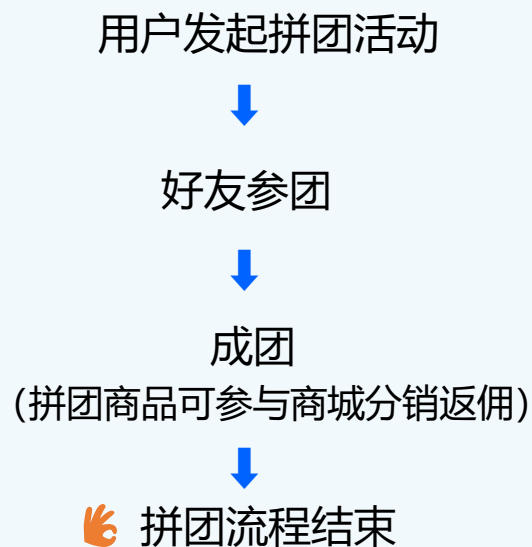 用户发起拼团活动
好友参团
成团
（拼团商品可参与商城分销返佣）
拼团流程结束